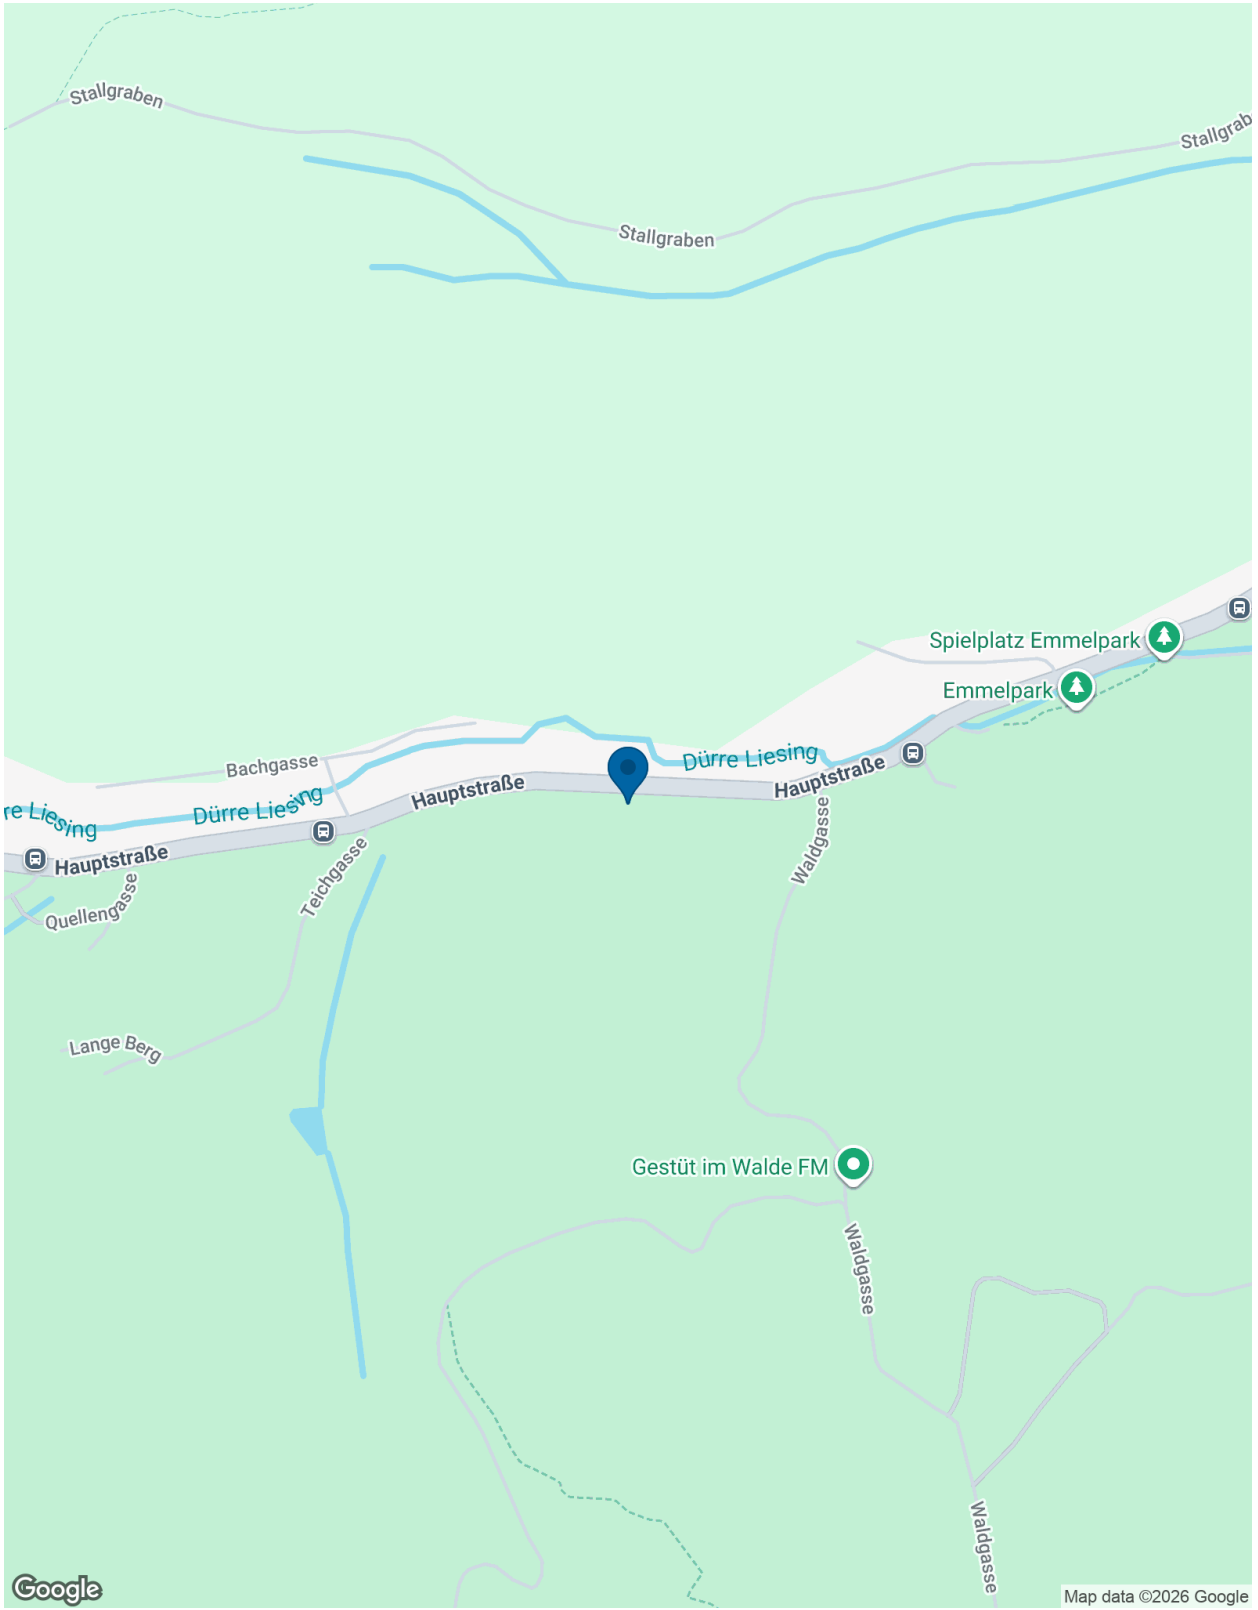 Stallgraben
Stallgrab
Stallgraben
Spielplatz Emmelpark
Emmelpark
Bachgasse
Dürre Liesing
Hauptstraße
Hauptstraße
Dürre Liesing
re Liesing
Hauptstraße
Waldgasse
Teichgasse
Quellengasse
Lange Berg
Gestüt im Walde FM
Waldgasse
Waldgasse
Google
Map data ©2026 Google